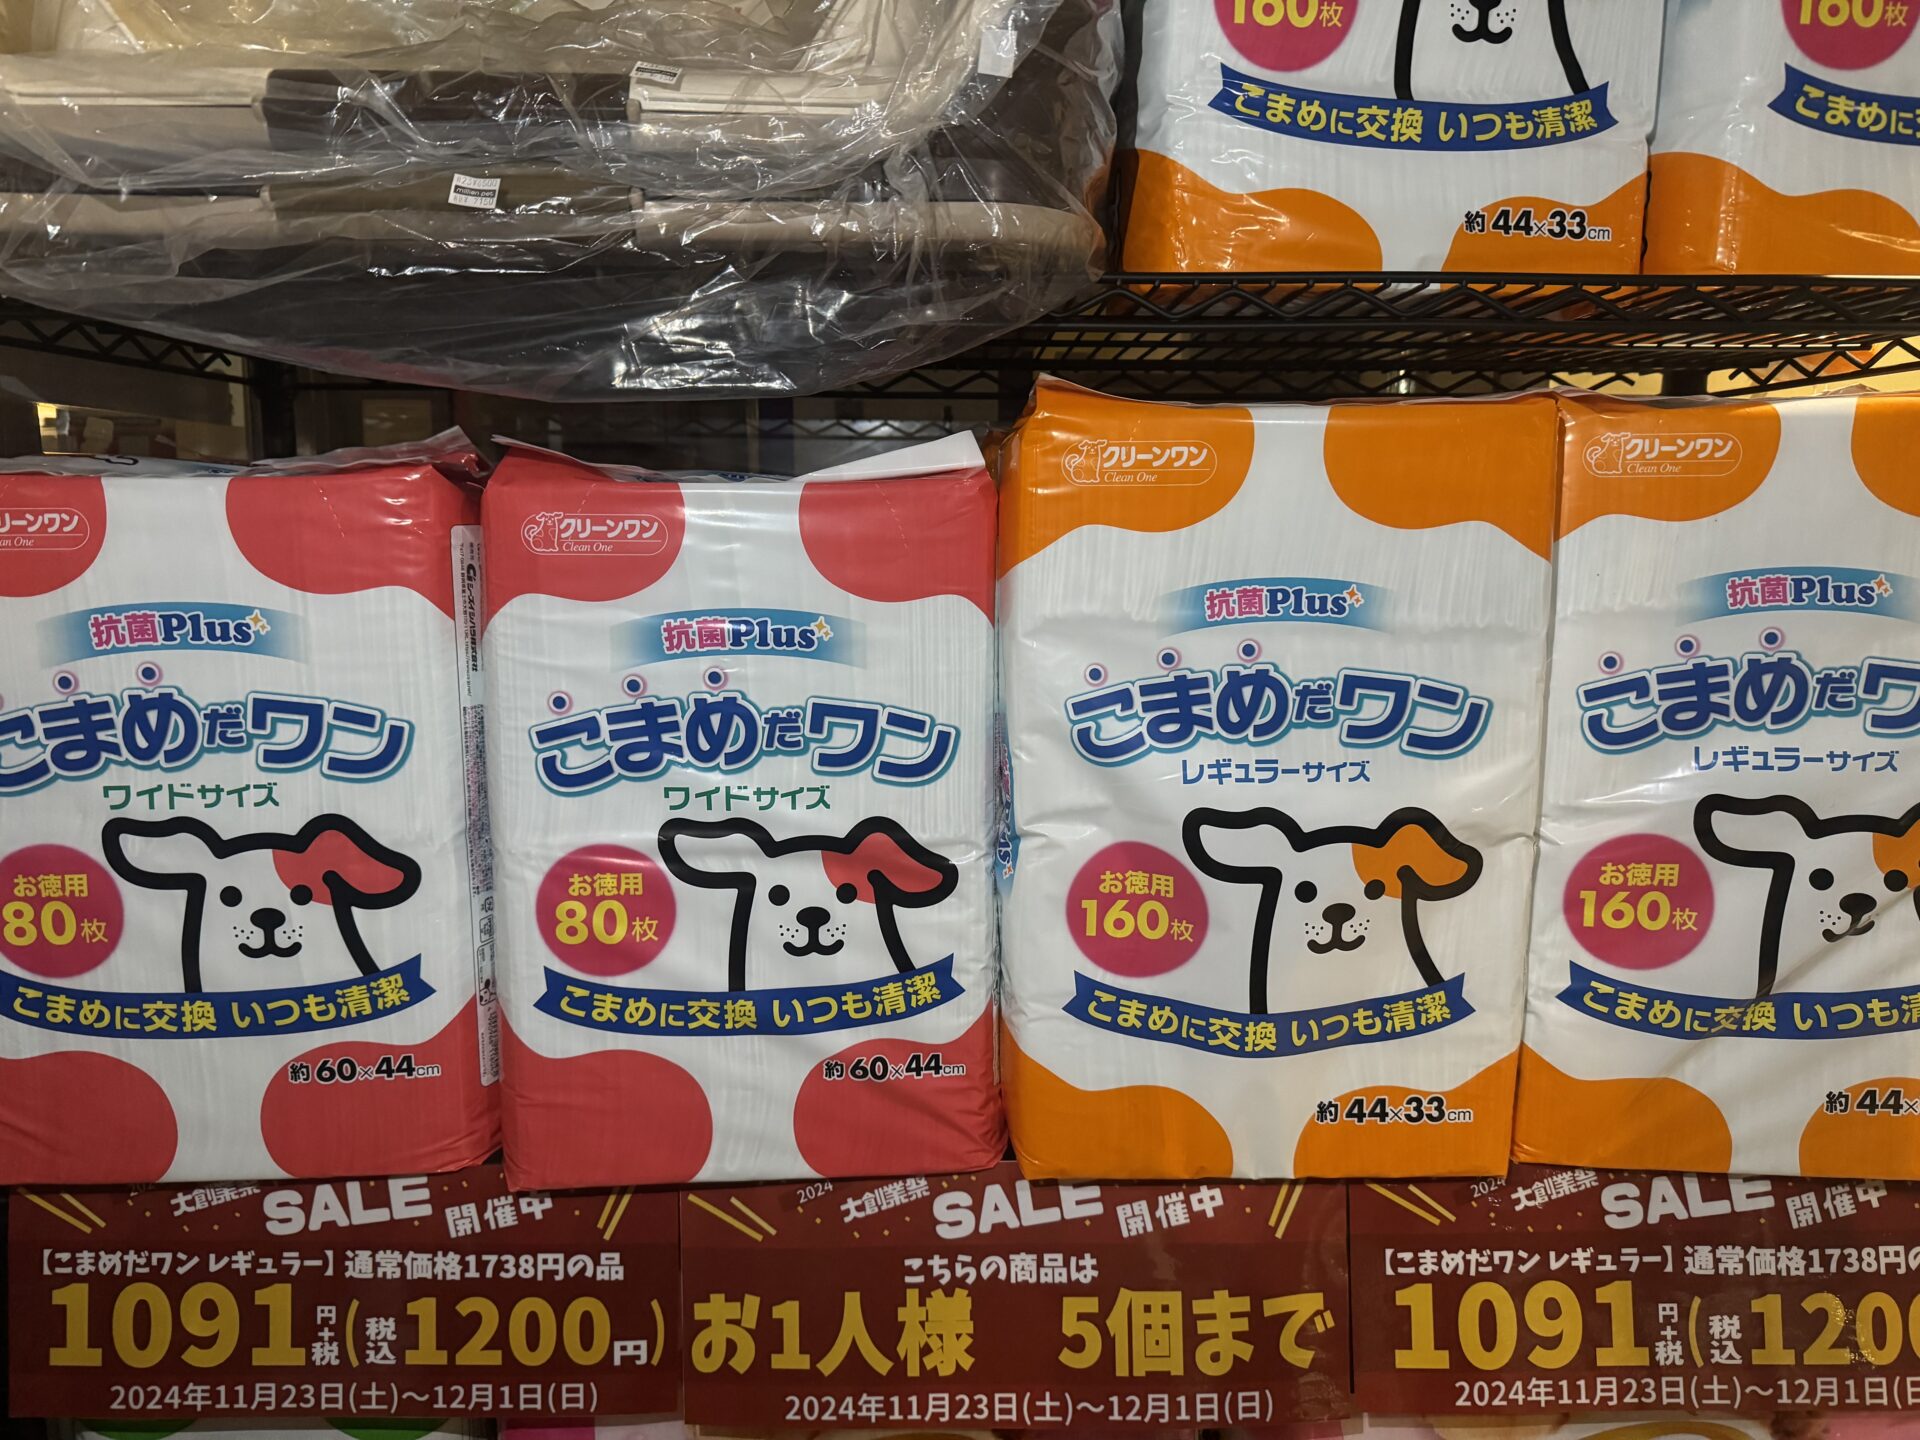 160枚
こまめに交換 いつも清潔
約44×33cm
160枚
こまめに
million-pet
クリーンワン
Clean One
抗菌Plus
こまめだワン
ワイドサイズ
お徳用
80枚
こまめに交換 いつも清潔
約60×44cm
クリーンワン
Clean One
抗菌Plus
こまめだワン
ワイドサイズ
お徳用
80枚
こまめに交換 いつも清潔
約60×44cm
クリーンワン
Clean One
抗菌Plus
こまめだワン
レギュラーサイズ
お徳用
160枚
こまめに交換 いつも清潔
約44×33cm
クリーンワン
Clean One
抗菌Plus
こまめだワ
レギュラーサイズ
お徳用
160枚
こまめに交換 いつも清
約44×
2024 大創業祭 SALE 開催中
【こまめだワン レギュラー】通常価格1738円の品
1091円+税(税込1200円)
2024年11月23日(土)～12月1日(日)
2024 大創業祭 SALE 開催中
こちらの商品は
お1人様 5個まで
2024年11月23日(土)～12月1日(日)
2024 大創業祭 SALE 開催中
【こまめだワン レギュラー】通常価格1738円の
1091円+税(税込1200
2024年11月23日(土)～12月1日(日